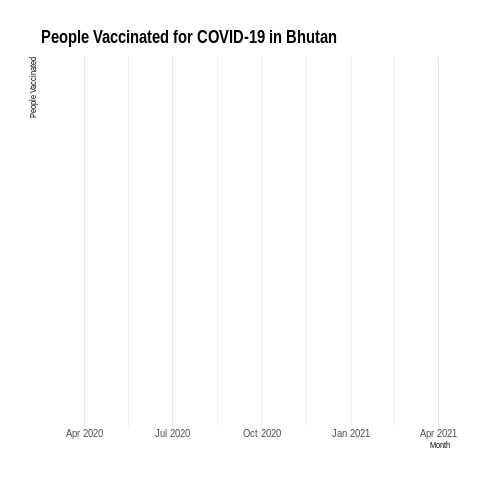 People Vaccinated for COVID-19 in Bhutan
People Vaccinated
Apr 2020
Jul 2020
Oct 2020
Jan 2021
Apr 2021
Month